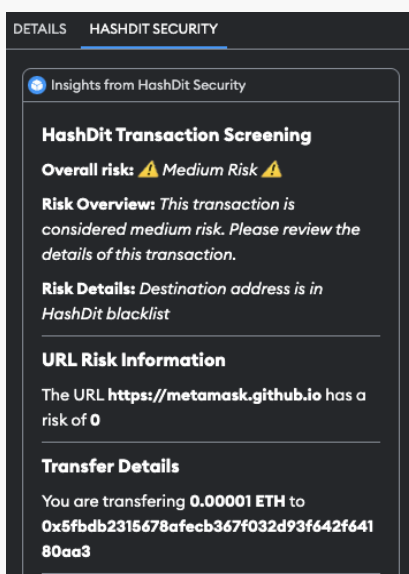 DETAILS HASHDIT SECURITY
Insights from HashDit Security
HashDit Transaction Screening
Overall risk: ⚠️ Medium Risk ⚠️
Risk Overview: This transaction is
considered medium risk. Please review the
details of this transaction.
Risk Details: Destination address is in
HashDit blacklist
URL Risk Information
The URL https://metamask.github.io has a
risk of 0
Transfer Details
You are transfering 0.00001 ETH to
0x5fbdb2315678afecb367f032d93f642f641
80aa3